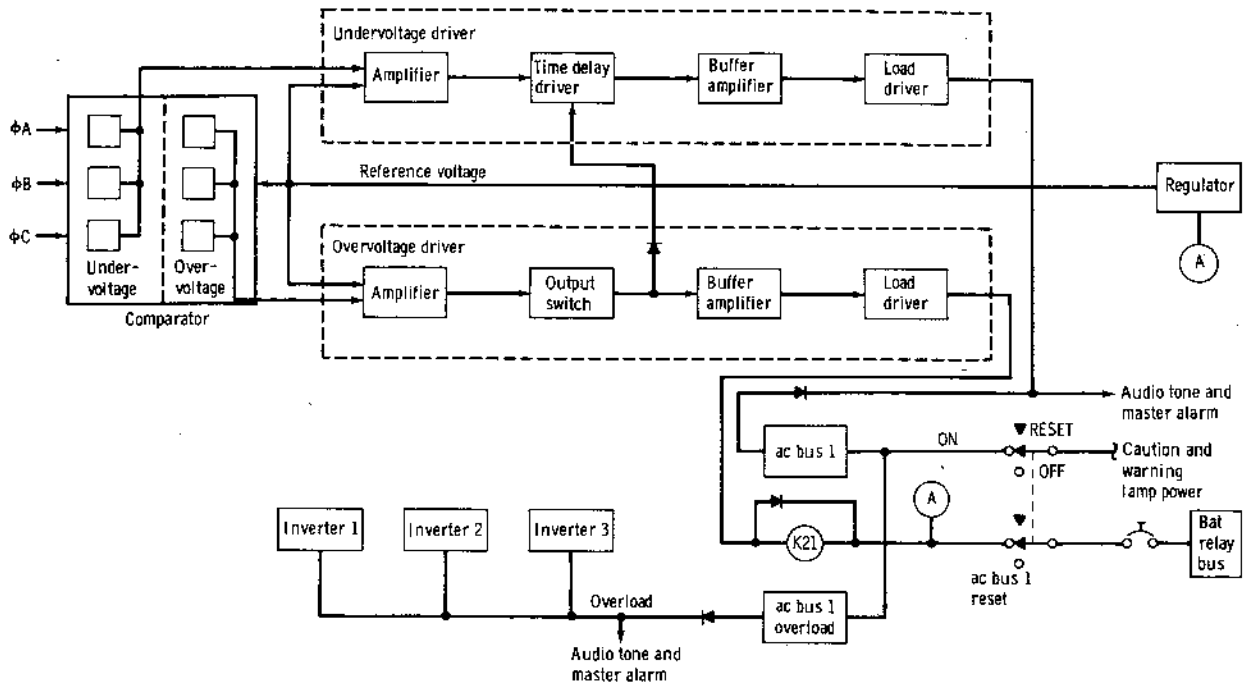 Undervoltage driver
Amplifier
Time delay
driver
Buffer
amplifier
Load
driver
ϕA
ϕB
ϕC
Under-
voltage
Over-
voltage
Comparator
Reference voltage
Regulator
A
Overvoltage driver
Amplifier
Output
switch
Buffer
amplifier
Load
driver
Audio tone and
master alarm
ac bus 1
ON
RESET
OFF
Caution and
warning
lamp power
A
K21
ac bus 1
reset
Bat
relay
bus
Inverter 1
Inverter 2
Inverter 3
Overload
ac bus 1
overload
Audio tone and
master alarm